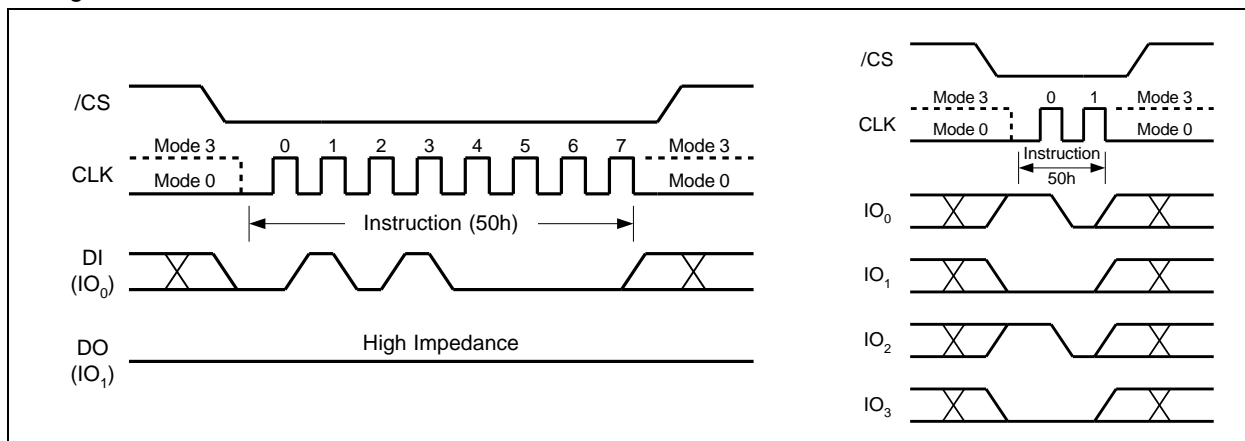 /CS
Mode 3 0 1 2 3 4 5 6 7 Mode 3
CLK
Mode 0 Mode 0
Instruction (50h)
DI
(IO0)
DO
(IO1)
High Impedance
/CS
Mode 3 0 1 Mode 3
CLK
Mode 0 Mode 0
Instruction
50h
IO0
IO1
IO2
IO3